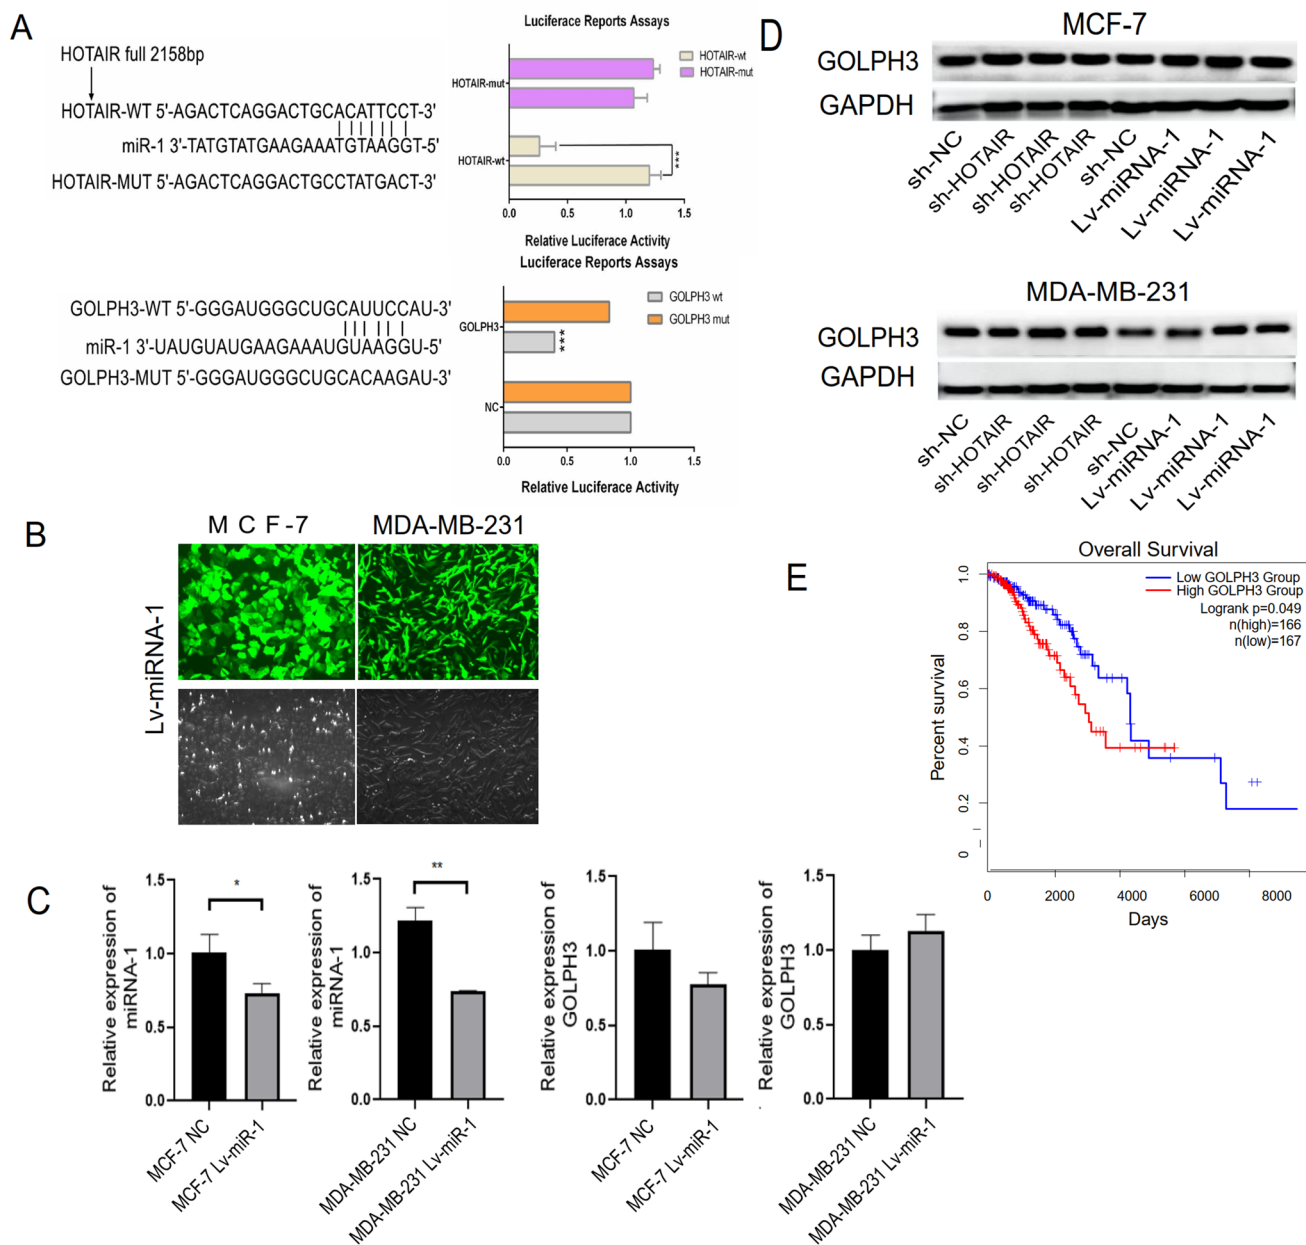 A
HOTAIR full 2158bp
HOTAIR-WT 5'-AGACTCAGGACTGCACATTCCT-3'
miR-1 3'-TATGTATGAAGAAATGTAAGGT-5'
HOTAIR-MUT 5'-AGACTCAGGACTGCCTATGACT-3'
Luciferace Reports Assays
HOTAIR-wt
HOTAIR-mut
HOTAIR-mut
HOTAIR-wt
***
0.0 0.5 1.0 1.5
Relative Luciferace Activity
GOLPH3-WT 5'-GGGAUGGGCUGCAUUCCAU-3'
miR-1 3'-UAUGUAUGAAGAAAUGUAAGGU-5'
GOLPH3-MUT 5'-GGGAUGGGCUGCACAAGAU-3'
Luciferace Reports Assays
GOLPH3 wt
GOLPH3 mut
GOLPH3
***
NC
0.0 0.5 1.0 1.5
Relative Luciferace Activity
B
M C F-7 MDA-MB-231
Lv-miRNA-1
C
Relative expression of
miRNA-1
1.5
1.0
0.5
0.0
*
MCF-7 NC
MCF-7 Lv-miR-1
Relative expression of
miRNA-1
1.5
1.0
0.5
0.0
**
MDA-MB-231 NC
MDA-MB-231 Lv-miR-1
Relative expression of
GOLPH3
1.5
1.0
0.5
0.0
MCF-7 NC
MCF-7 Lv-miR-1
Relative expression of
GOLPH3
1.5
1.0
0.5
0.0
MDA-MB-231 NC
MDA-MB-231 Lv-miR-1
D
MCF-7
GOLPH3
GAPDH
sh-NC
sh-HOTAIR
sh-HOTAIR
sh-HOTAIR
sh-NC
Lv-miRNA-1
Lv-miRNA-1
Lv-miRNA-1
MDA-MB-231
GOLPH3
GAPDH
sh-NC
sh-HOTAIR
sh-HOTAIR
sh-HOTAIR
sh-NC
Lv-miRNA-1
Lv-miRNA-1
Lv-miRNA-1
E
Overall Survival
Low GOLPH3 Group
High GOLPH3 Group
Logrank p=0.049
n(high)=166
n(low)=167
Percent survival
1.0
0.8
0.6
0.4
0.2
0
0 2000 4000 6000 8000
Days